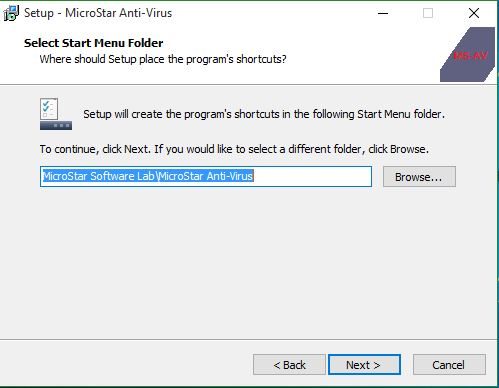 Setup - MicroStar Anti-Virus
Select Start Menu Folder
Where should Setup place the program's shortcuts?
MS AV
Setup will create the program's shortcuts in the following Start Menu folder.
To continue, click Next. If you would like to select a different folder, click Browse.
MicroStar Software Lab\MicroStar Anti-Virus
Browse...
< Back
Next >
Cancel